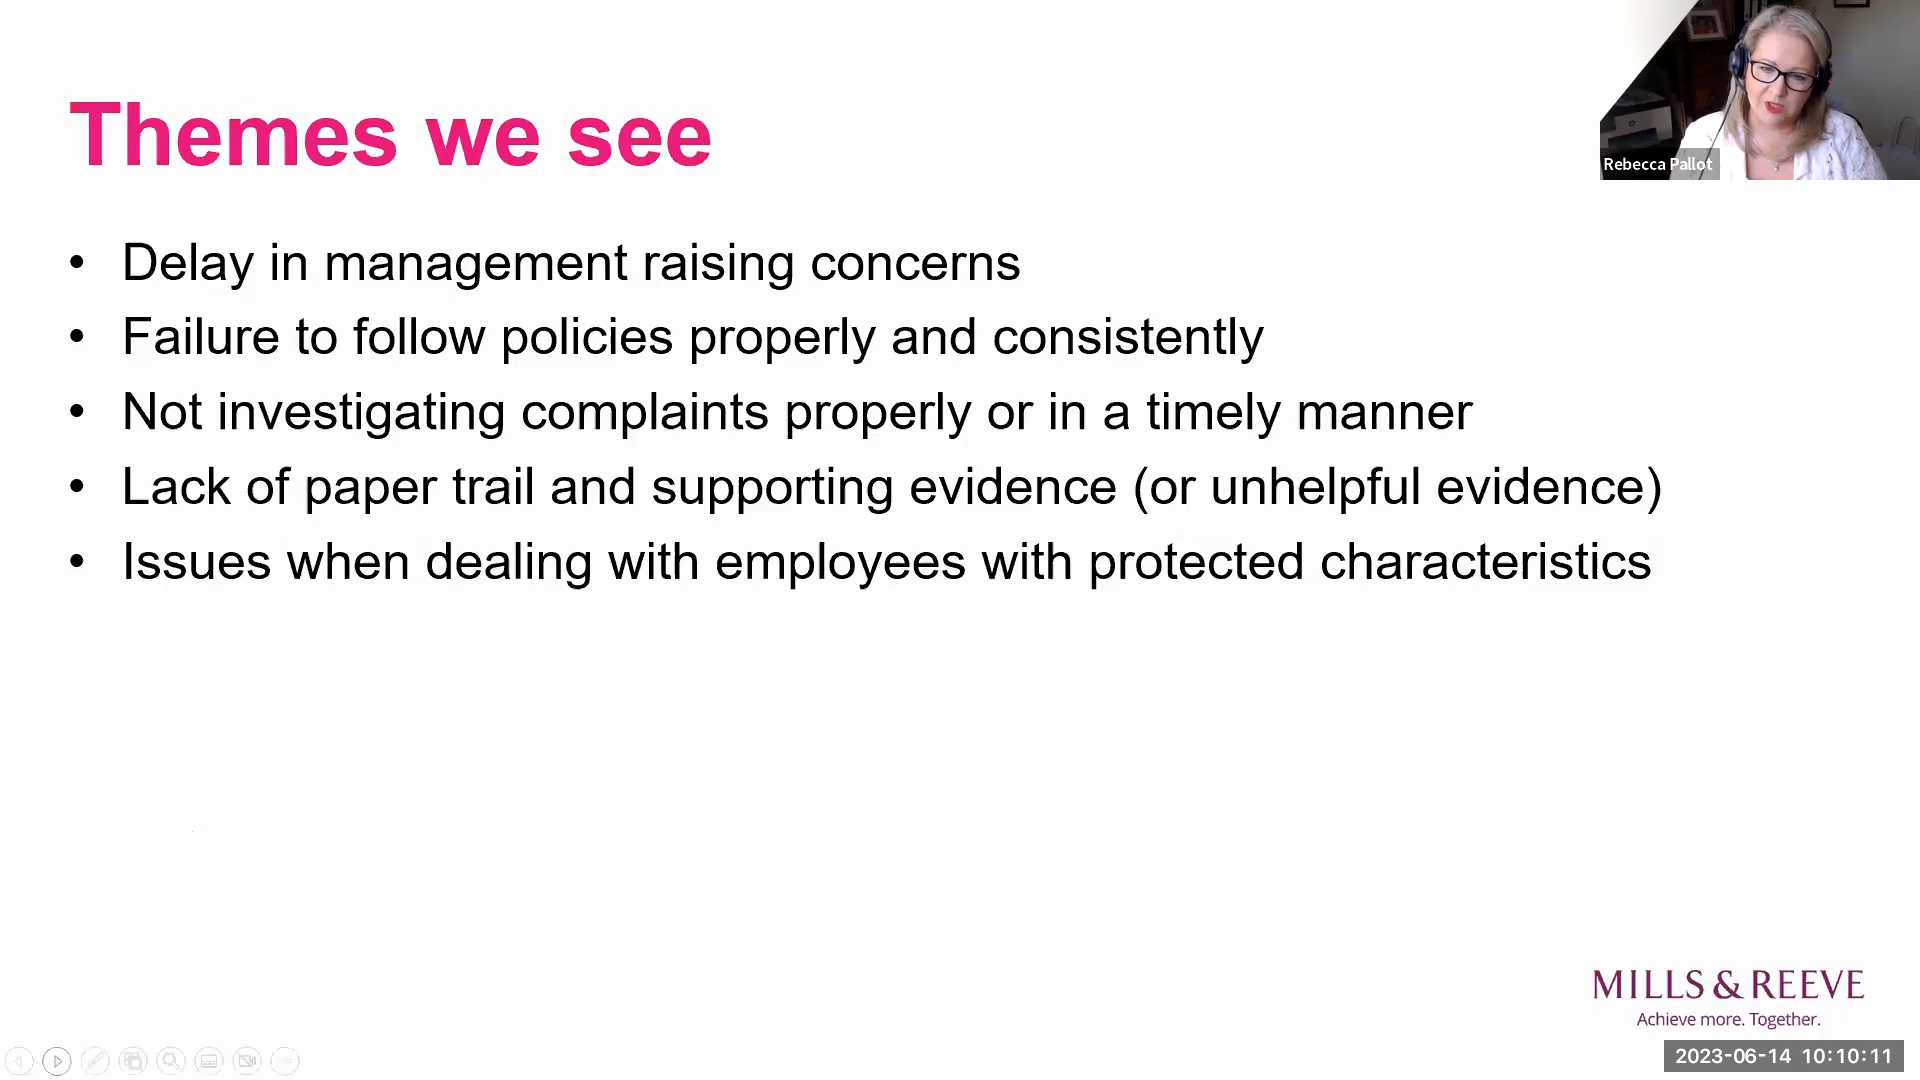 Themes we see
Rebecca Pallot
• Delay in management raising concerns
• Failure to follow policies properly and consistently
• Not investigating complaints properly or in a timely manner
• Lack of paper trail and supporting evidence (or unhelpful evidence)
• Issues when dealing with employees with protected characteristics
MILLS & REEVE
Achieve more. Together.
2023-06-14 10:10:11